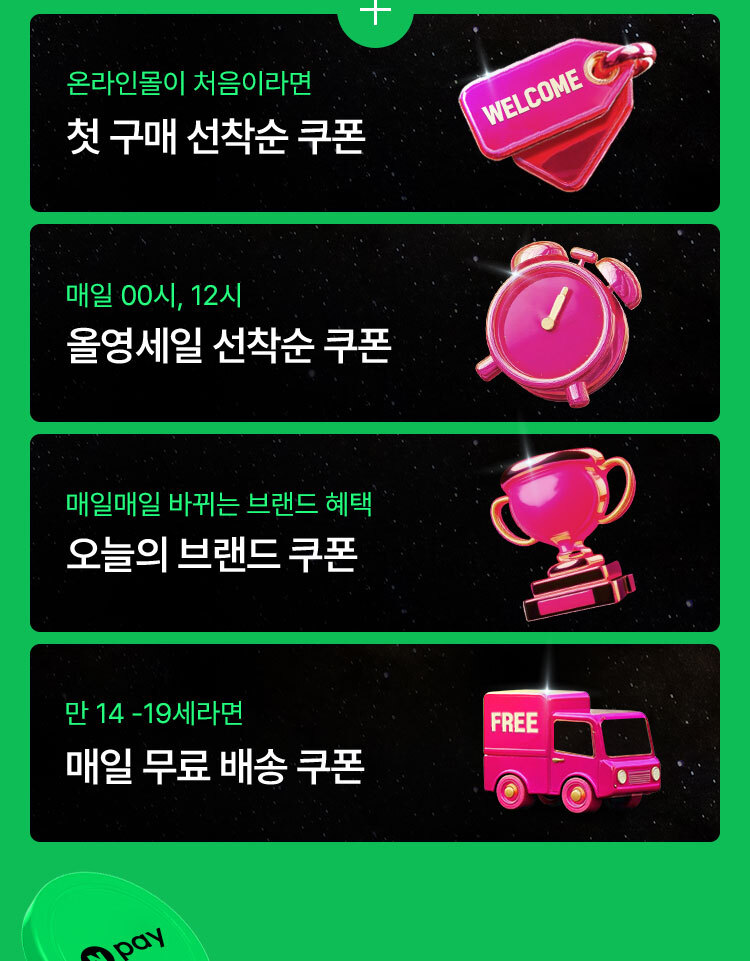 온라인몰이 처음이라면
첫 구매 선착순 쿠폰
WELCOME
매일 00시, 12시
올영세일 선착순 쿠폰
매일매일 바뀌는 브랜드 혜택
오늘의 브랜드 쿠폰
만 14 -19세라면
매일 무료 배송 쿠폰
FREE
pay